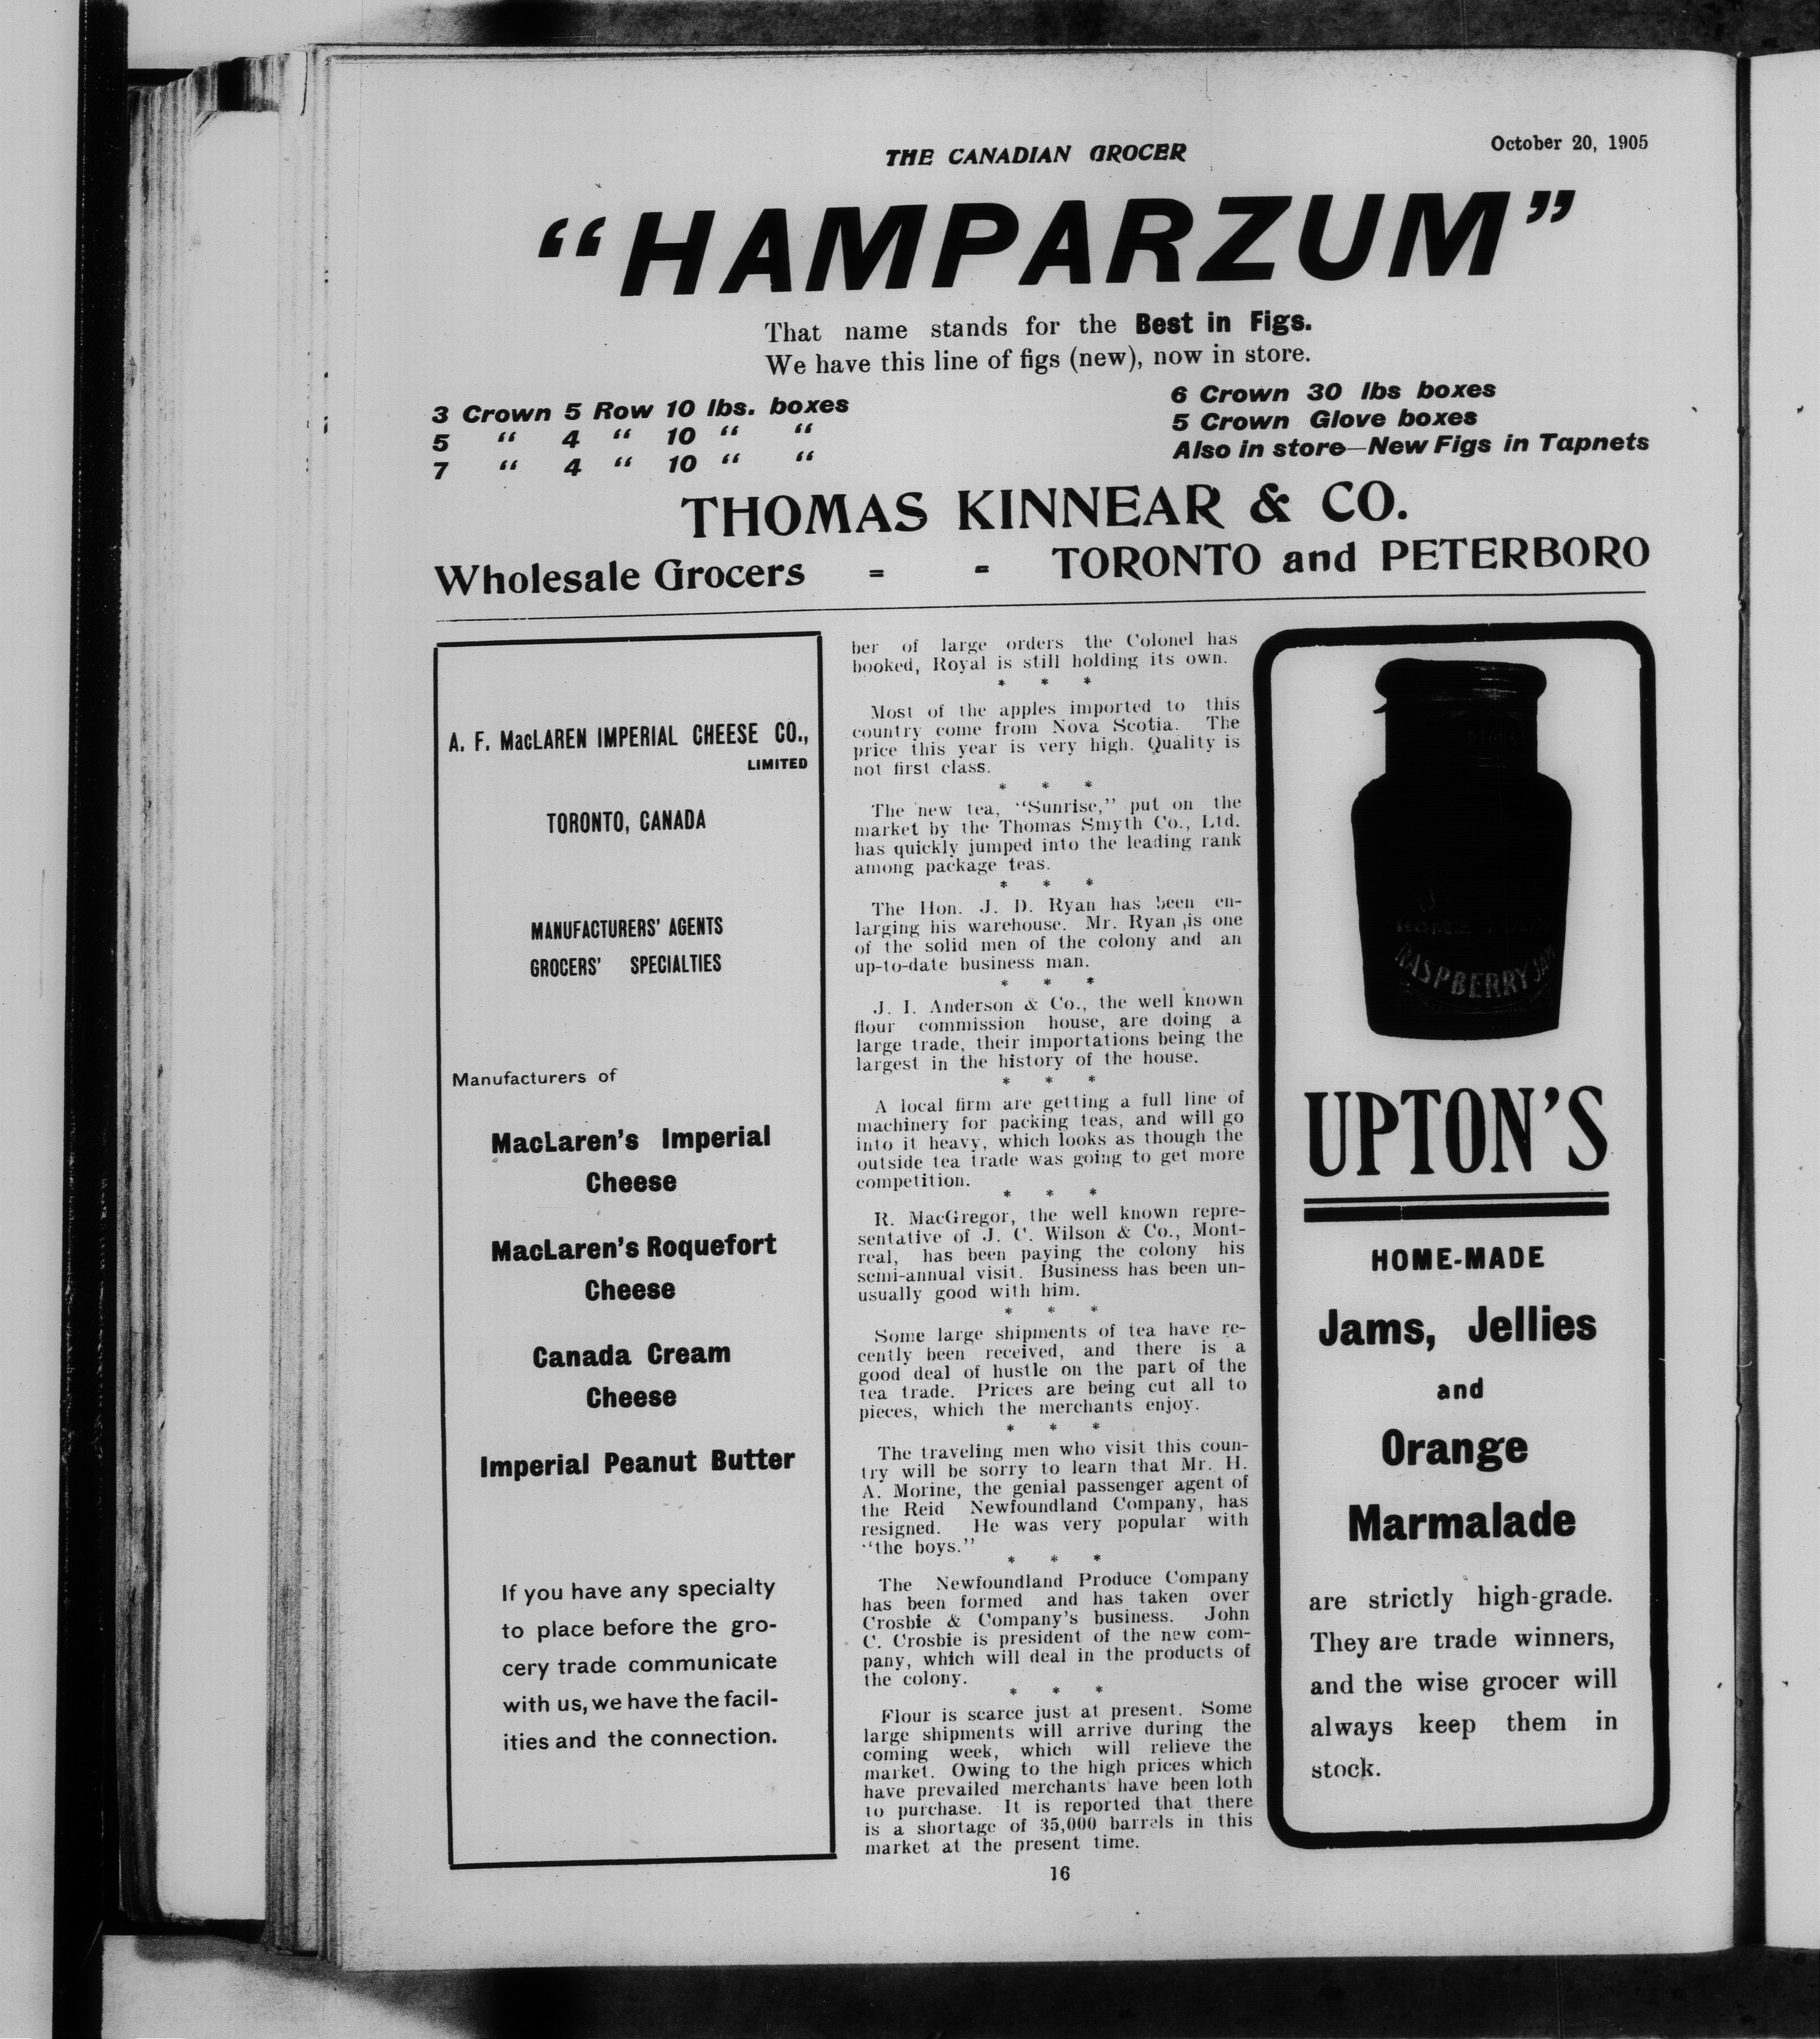 THE CANADIAN GROCER
October 20, 1905
“HAMPARZUM”
That name stands for the Best in Figs.
We have this line of figs (new), now in store.
3 Crown 5 Row 10 lbs. boxes
5 “ 4 “ 10 “ “
7 “ 4 “ 10 “ “
6 Crown 30 lbs boxes
5 Crown Glove boxes
Also in store—New Figs in Tapnets
THOMAS KINNEAR & CO.
Wholesale Grocers - - TORONTO and PETERBORO
A. F. MacLAREN IMPERIAL CHEESE CO.,
LIMITED
TORONTO, CANADA
MANUFACTURERS’ AGENTS
GROCERS’ SPECIALTIES
Manufacturers of
MacLaren’s Imperial
Cheese
MacLaren’s Roquefort
Cheese
Canada Cream
Cheese
Imperial Peanut Butter
If you have any specialty
to place before the gro-
cery trade communicate
with us, we have the facil-
ities and the connection.
ber of large orders the Colonel has
booked, Royal is still holding its own.
* * *
Most of the apples imported to this
country come from Nova Scotia. The
price this year is very high. Quality is
not first class.
* * *
The new tea, “Sunrise,” put on the
market by the Thomas Smyth Co., Ltd.
has quickly jumped into the leading rank
among package teas.
* * *
The Hon. J. D. Ryan has been en-
larging his warehouse. Mr. Ryan is one
of the solid men of the colony and an
up-to-date business man.
* * *
J. I. Anderson & Co., the well known
flour commission house, are doing a
large trade, their importations being the
largest in the history of the house.
* * *
A local firm are getting a full line of
machinery for packing teas, and will go
into it heavy, which looks as though the
outside tea trade was going to get more
competition.
* * *
R. MacGregor, the well known repre-
sentative of J. C. Wilson & Co., Mont-
real, has been paying the colony his
semi-annual visit. Business has been un-
usually good with him.
* * *
Some large shipments of tea have re-
cently been received, and there is a
good deal of hustle on the part of the
tea trade. Prices are being cut all to
pieces, which the merchants enjoy.
* * *
The traveling men who visit this coun-
try will be sorry to learn that Mr. H.
A. Morine, the genial passenger agent of
the Reid Newfoundland Company, has
resigned. He was very popular with
“the boys.”
* * *
The Newfoundland Produce Company
has been formed and has taken over
Crosbie & Company’s business. John
C. Crosbie is president of the new com-
pany, which will deal in the products of
the colony.
* * *
Flour is scarce just at present. Some
large shipments will arrive during the
coming week, which will relieve the
market. Owing to the high prices which
have prevailed merchants have been loth
to purchase. It is reported that there
is a shortage of 35,000 barrels in this
market at the present time.
RASPBERRY JAM
UPTON’S
HOME-MADE
Jams, Jellies
and
Orange
Marmalade
are strictly high-grade.
They are trade winners,
and the wise grocer will
always keep them in
stock.
16